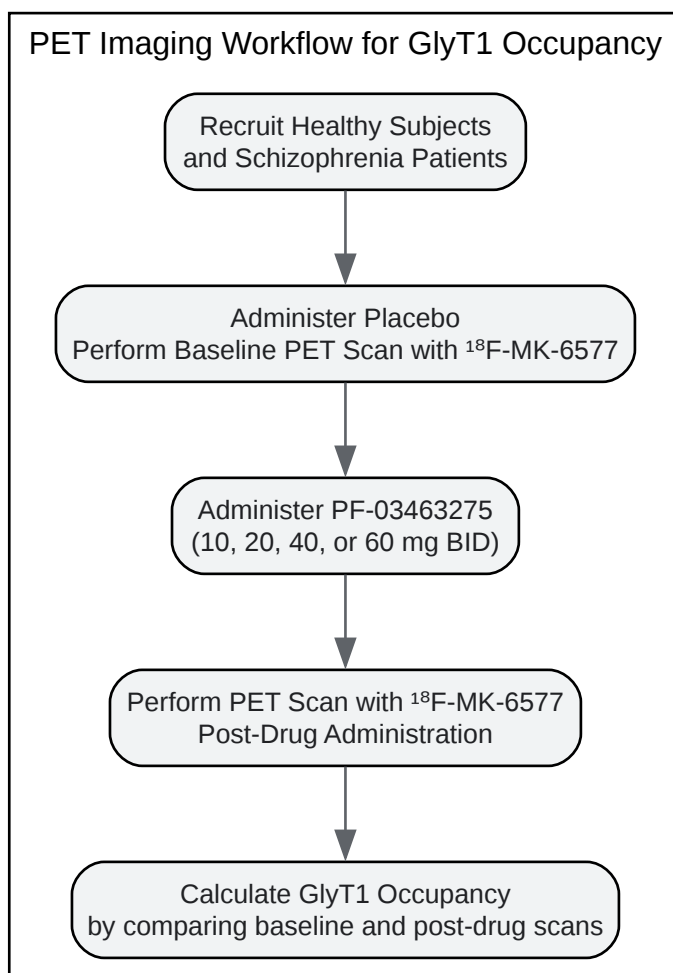 PET Imaging Workflow for GlyT1 Occupancy
Recruit Healthy Subjects
and Schizophrenia Patients
Administer Placebo
Perform Baseline PET Scan with ¹⁸F-MK-6577
Administer PF-03463275
(10, 20, 40, or 60 mg BID)
Perform PET Scan with ¹⁸F-MK-6577
Post-Drug Administration
Calculate GlyT1 Occupancy
by comparing baseline and post-drug scans